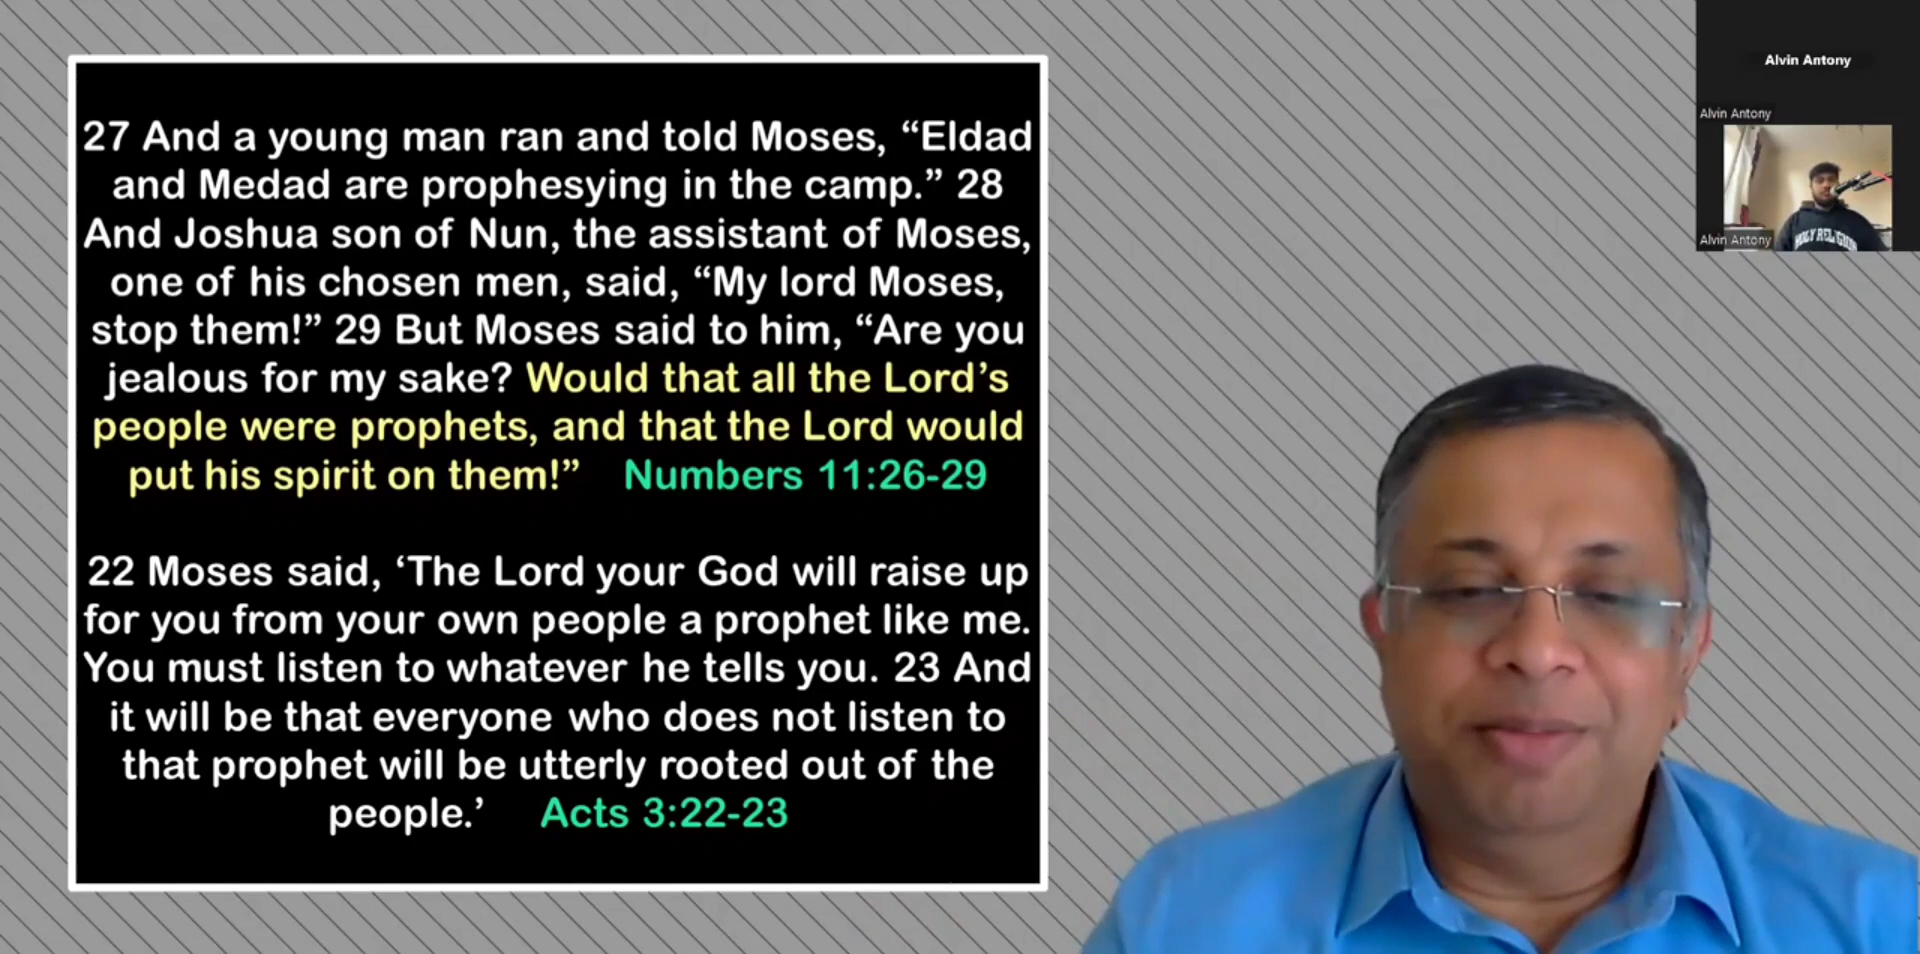 27 And a young man ran and told Moses, “Eldad
and Medad are prophesying in the camp.” 28
And Joshua son of Nun, the assistant of Moses,
one of his chosen men, said, “My lord Moses,
stop them!” 29 But Moses said to him, “Are you
jealous for my sake? Would that all the Lord’s
people were prophets, and that the Lord would
put his spirit on them!” Numbers 11:26-29
22 Moses said, ‘The Lord your God will raise up
for you from your own people a prophet like me.
You must listen to whatever he tells you. 23 And
it will be that everyone who does not listen to
that prophet will be utterly rooted out of the
people.’ Acts 3:22-23
Alvin Antony
Alvin Antony
HOLY RELIGION
Alvin Antony